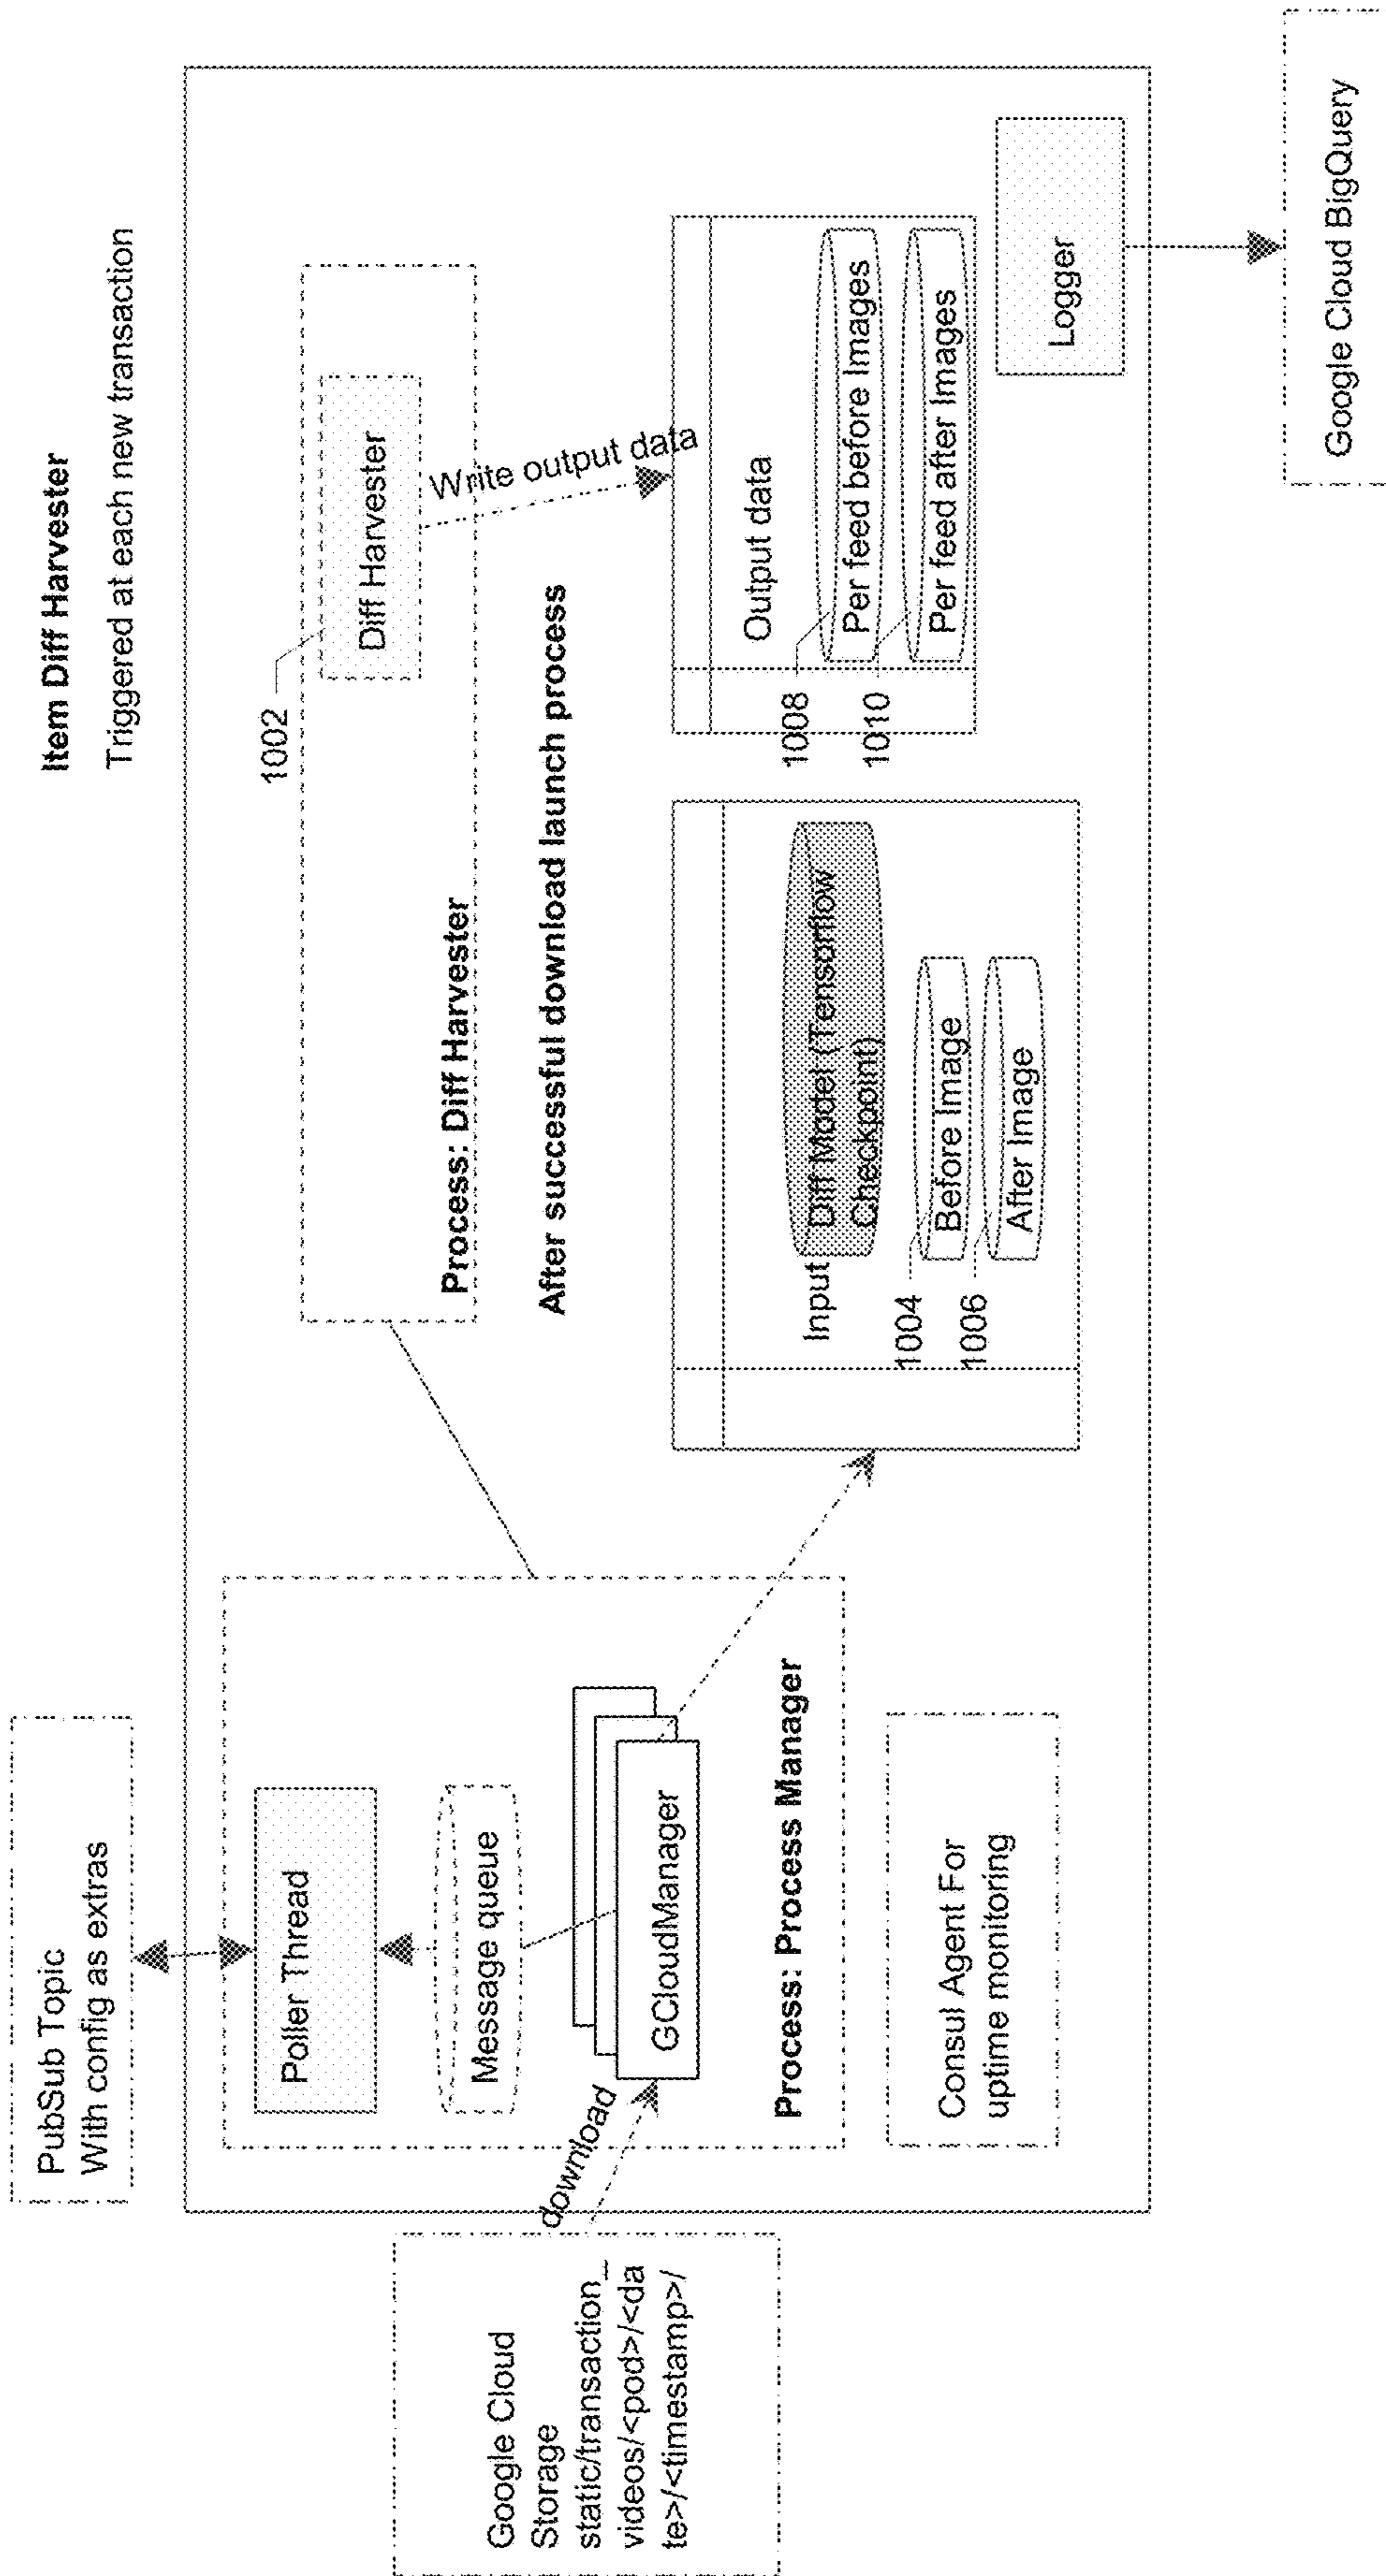 Item Diff Harvester
Triggered at each new transaction
PubSub Topic
With config as extras
Poller Thread
Message queue
GCloudManager
Process: Process Manager
download
Google Cloud
Storage
static/transaction_
videos/<pod>/<da
te>/<timestamp>/
Consul Agent For
uptime monitoring
1002
Diff Harvester
Process: Diff Harvester
After successful download launch process
Write output data
Input
Diff Model (Tensorflow
Checkpoint)
1004
Before Image
1006
After Image
Output data
1008
Per feed before Images
1010
Per feed after Images
Logger
Google Cloud BigQuery